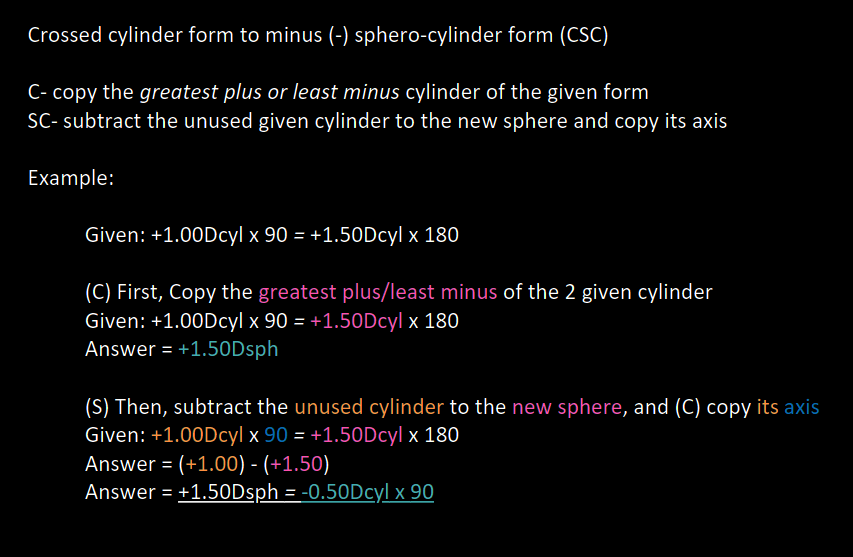 Crossed cylinder form to minus (-) sphero-cylinder form (CSC)
C- copy the greatest plus or least minus cylinder of the given form
SC- subtract the unused given cylinder to the new sphere and copy its axis
Example:
Given: +1.00Dcyl x 90 = +1.50Dcyl x 180
(C) First, Copy the greatest plus/least minus of the 2 given cylinder
Given: +1.00Dcyl x 90 = +1.50Dcyl x 180
Answer = +1.50Dsph
(S) Then, subtract the unused cylinder to the new sphere, and (C) copy its axis
Given: +1.00Dcyl x 90 = +1.50Dcyl x 180
Answer = (+1.00) - (+1.50)
Answer = +1.50Dsph = -0.50Dcyl x 90